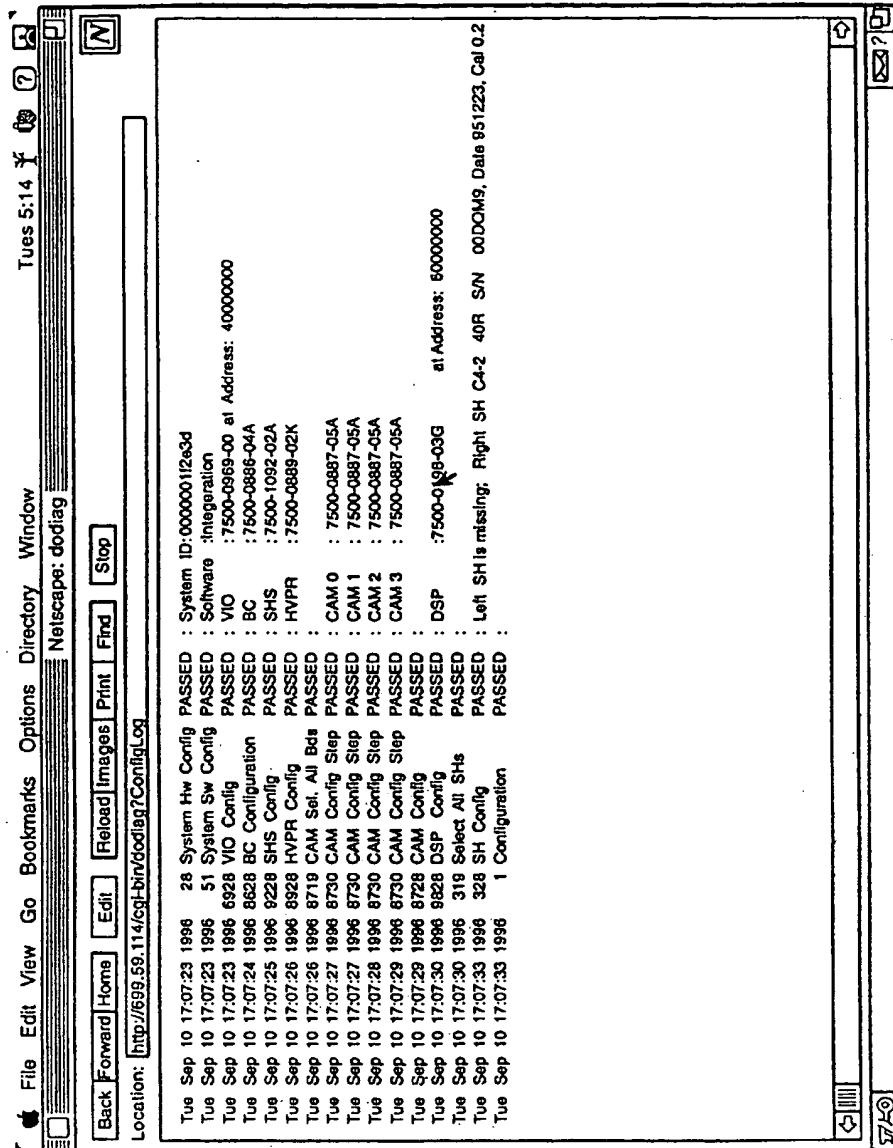 File Edit View Go Bookmarks Options Directory Window Tues 5:14 ?
Netscape: dodiag
Back Forward Home Edit Reload Images Print Find Stop N
Location: http://699.59.114/cgi-bin/dodiag?ConfigLog
Tue Sep 10 17:07:23 1996 28 System Hw Config PASSED : System ID:000000112e3d
Tue Sep 10 17:07:23 1996 51 System Sw Config PASSED : Software :Integeration
Tue Sep 10 17:07:23 1996 6928 VIO Config PASSED : VIO :7500-0969-00 at Address: 40000000
Tue Sep 10 17:07:24 1996 8628 BC Configuration PASSED : BC :7500-0886-04A
Tue Sep 10 17:07:25 1996 9228 SHS Config PASSED : SHS :7500-1092-02A
Tue Sep 10 17:07:26 1996 8928 HVPR Config PASSED : HVPR :7500-0889-02K
Tue Sep 10 17:07:26 1996 8719 CAM Sel. All Bds PASSED :
Tue Sep 10 17:07:27 1996 8730 CAM Config Step PASSED : CAM 0 : 7500-0887-05A
Tue Sep 10 17:07:27 1996 8730 CAM Config Step PASSED : CAM 1 : 7500-0887-05A
Tue Sep 10 17:07:28 1996 8730 CAM Config Step PASSED : CAM 2 : 7500-0887-05A
Tue Sep 10 17:07:29 1996 8730 CAM Config Step PASSED : CAM 3 : 7500-0887-05A
Tue Sep 10 17:07:29 1996 8728 CAM Config PASSED :
Tue Sep 10 17:07:30 1996 9828 DSP Config PASSED : DSP :7500-0198-03G at Address: 60000000
Tue Sep 10 17:07:30 1996 319 Select All SHs PASSED :
Tue Sep 10 17:07:33 1996 328 SH Config PASSED : Left SH is missing; Right SH C4-2 40R S/N 00DOM9, Date 951223, Cal 0.2
Tue Sep 10 17:07:33 1996 1 Configuration PASSED :
?